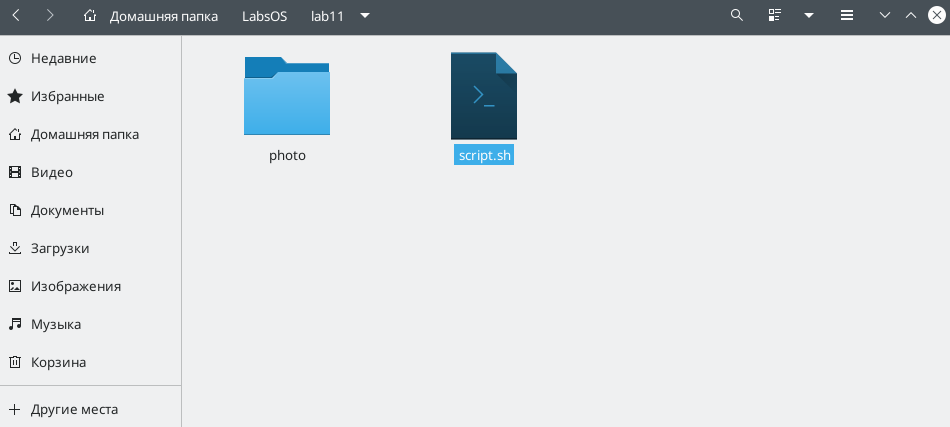 Домашняя папка LabsOS lab11
Недавние
Избранные
Домашняя папка
Видео
Документы
Загрузки
Изображения
Музыка
Корзина
Другие места
photo
>_
script.sh